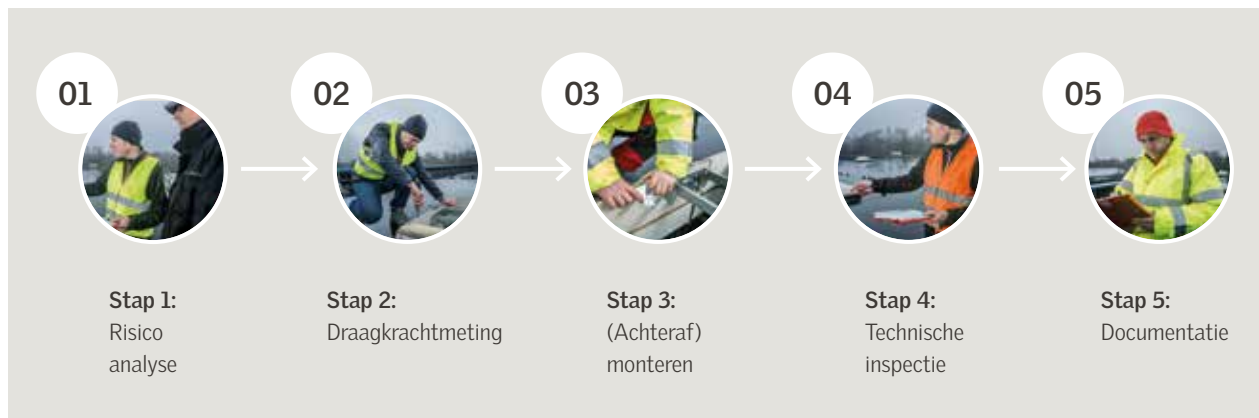 01
02
03
04
05
Stap 1:
Risico
analyse
Stap 2:
Draagkrachtmeting
Stap 3:
(Achteraf)
monteren
Stap 4:
Technische
inspectie
Stap 5:
Documentatie